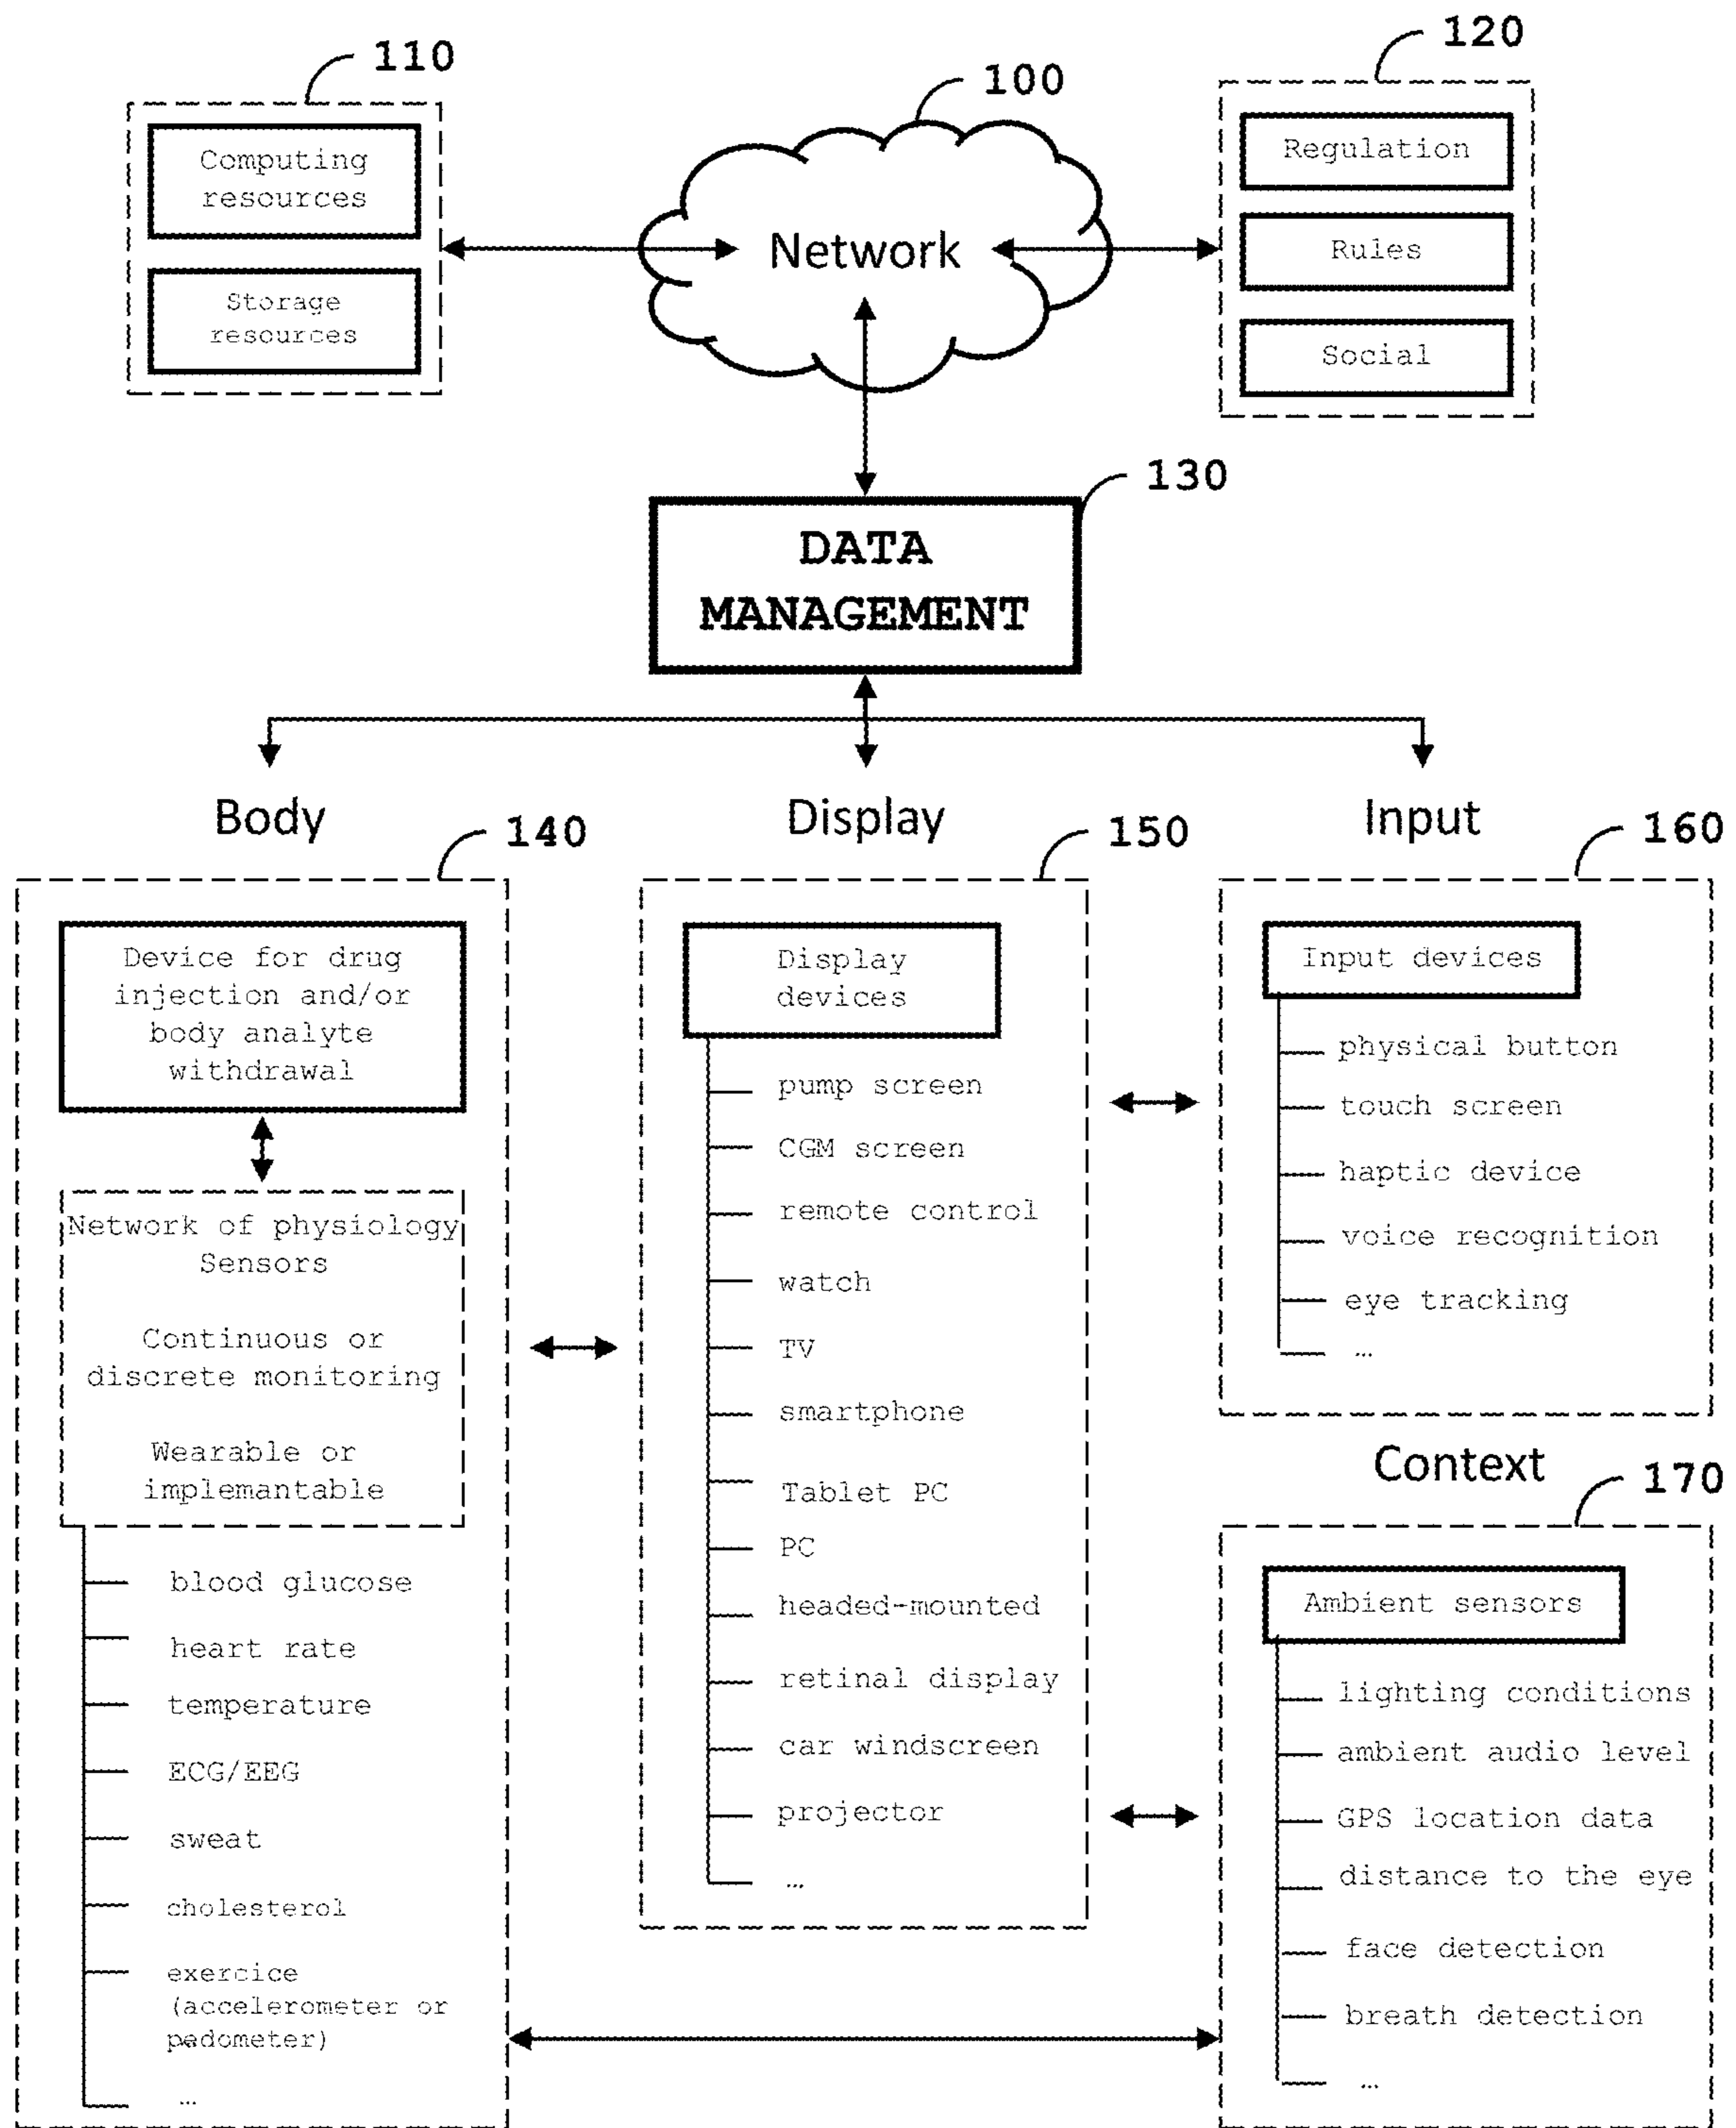 110
100
120
Computing
resources
Storage
resources
Network
Regulation
Rules
Social
130
DATA
MANAGEMENT
Body
140
Display
150
Input
160
Device for drug
injection and/or
body analyte
withdrawal
Network of physiology
Sensors
Continuous or
discrete monitoring
Wearable or
implemantable
blood glucose
heart rate
temperature
ECG/EEG
sweat
cholesterol
exercice
(accelerometer or
pedometer)
…
Display
devices
pump screen
CGM screen
remote control
watch
TV
smartphone
Tablet PC
PC
headed-mounted
retinal display
car windscreen
projector
…
Input devices
physical button
touch screen
haptic device
voice recognition
eye tracking
…
Context
170
Ambient sensors
lighting conditions
ambient audio level
GPS location data
distance to the eye
face detection
breath detection
…